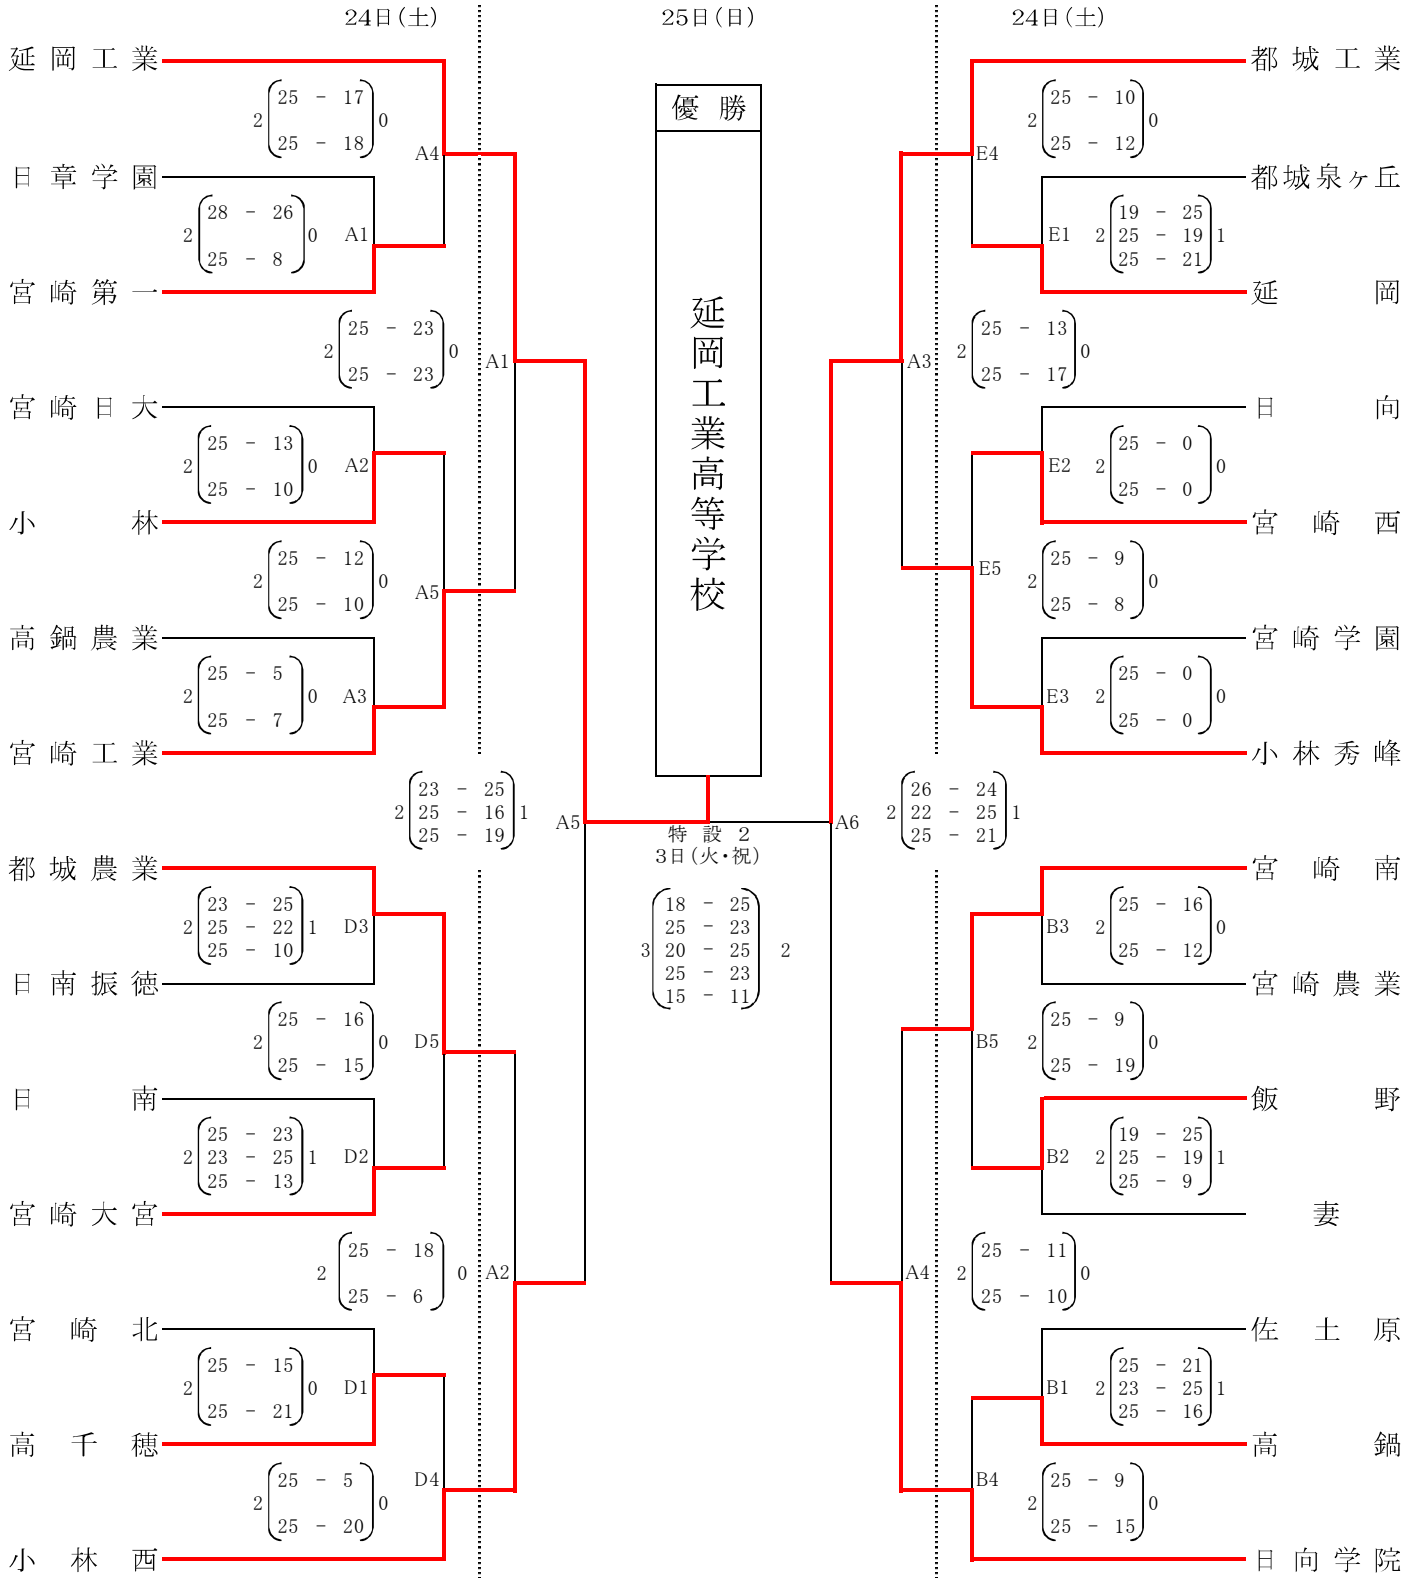 24日(土)
25日(日)
24日(土)
優勝
延岡工業高等学校
特設2
3日(火・祝)
3 2
18 - 25
25 - 23
20 - 25
25 - 23
15 - 11
延岡工業
2 0 A4
25 - 17
25 - 18
日章学園
2 0 A1
28 - 26
25 - 8
宮崎第一
2 0 A1
25 - 23
25 - 23
宮崎日大
2 0 A2
25 - 13
25 - 10
小林
2 0 A5
25 - 12
25 - 10
高鍋農業
2 0 A3
25 - 5
25 - 7
宮崎工業
2 1 A5
23 - 25
25 - 16
25 - 19
都城農業
2 1 D3
23 - 25
25 - 22
25 - 10
日南振徳
2 0 D5
25 - 16
25 - 15
日南
2 1 D2
25 - 23
23 - 25
25 - 13
宮崎大宮
2 0 A2
25 - 18
25 - 6
宮崎北
2 0 D1
25 - 15
25 - 21
高千穂
2 0 D4
25 - 5
25 - 20
小林西
都城工業
E4 2 0
25 - 10
25 - 12
都城泉ヶ丘
E1 2 1
19 - 25
25 - 19
25 - 21
延岡
A3 2 0
25 - 13
25 - 17
日向
E2 2 0
25 - 0
25 - 0
宮崎西
E5 2 0
25 - 9
25 - 8
宮崎学園
E3 2 0
25 - 0
25 - 0
小林秀峰
A6 2 1
26 - 24
22 - 25
25 - 21
宮崎南
B3 2 0
25 - 16
25 - 12
宮崎農業
B5 2 0
25 - 9
25 - 19
飯野
B2 2 1
19 - 25
25 - 19
25 - 9
妻
A4 2 0
25 - 11
25 - 10
佐土原
B1 2 1
25 - 21
23 - 25
25 - 16
高鍋
B4 2 0
25 - 9
25 - 15
日向学院